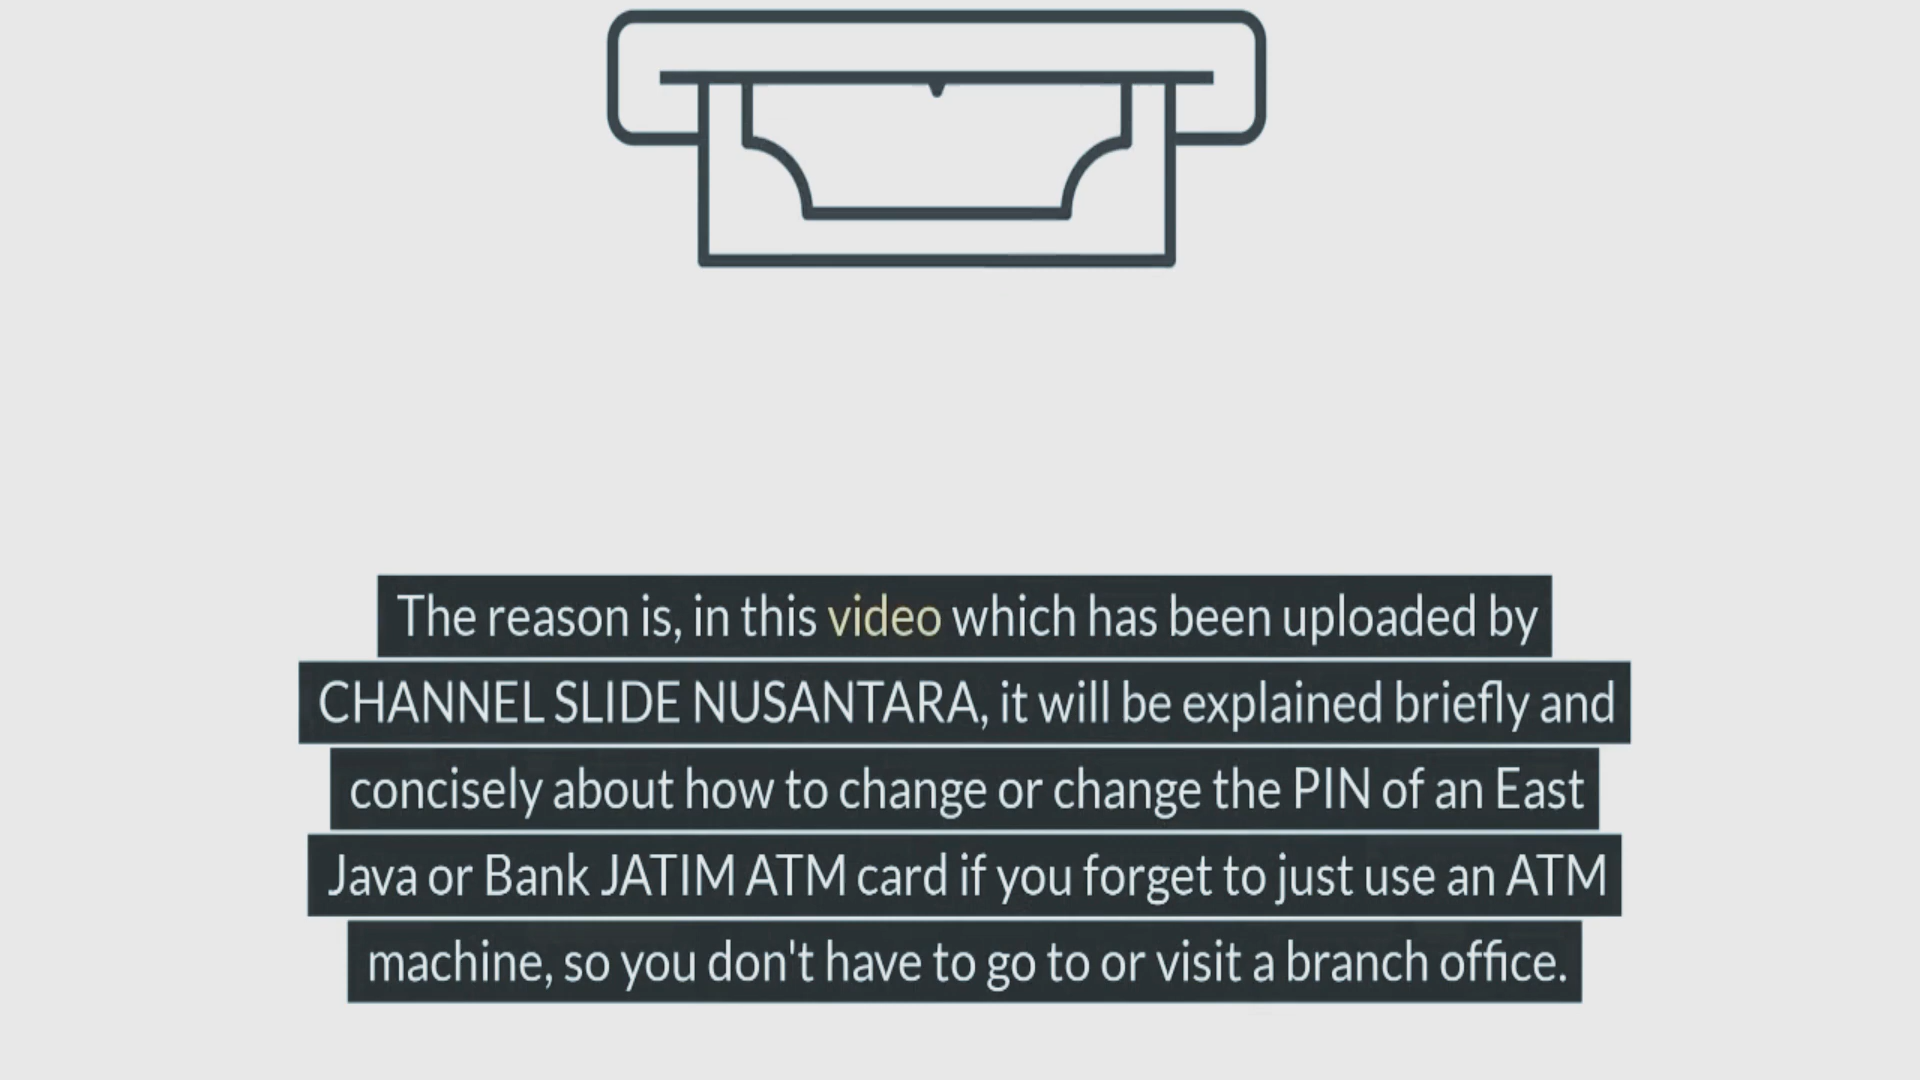 The reason is, in this video which has been uploaded by
CHANNEL SLIDE NUSANTARA, it will be explained briefly and
concisely about how to change or change the PIN of an East
Java or Bank JATIM ATM card if you forget to just use an ATM
machine, so you don't have to go to or visit a branch office.